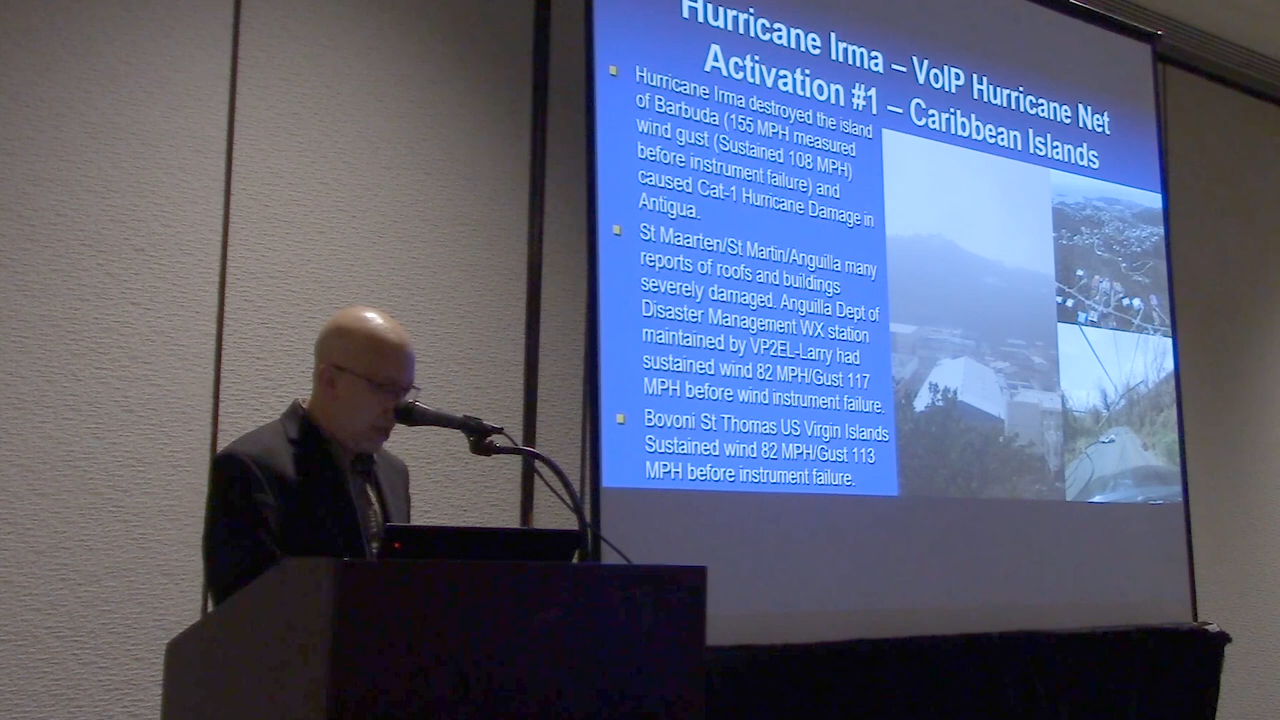 Hurricane Irma – VoIP Hurricane Net
Activation #1 – Caribbean Islands
Hurricane Irma destroyed the island
of Barbuda (155 MPH measured
wind gust (Sustained 108 MPH)
before instrument failure) and
caused Cat-1 Hurricane Damage in
Antigua.
St Maarten/St Martin/Anguilla many
reports of roofs and buildings
severely damaged. Anguilla Dept of
Disaster Management WX station
maintained by VP2EL-Larry had
sustained wind 82 MPH/Gust 117
MPH before wind instrument failure.
Bovoni St Thomas US Virgin Islands
Sustained wind 82 MPH/Gust 113
MPH before instrument failure.